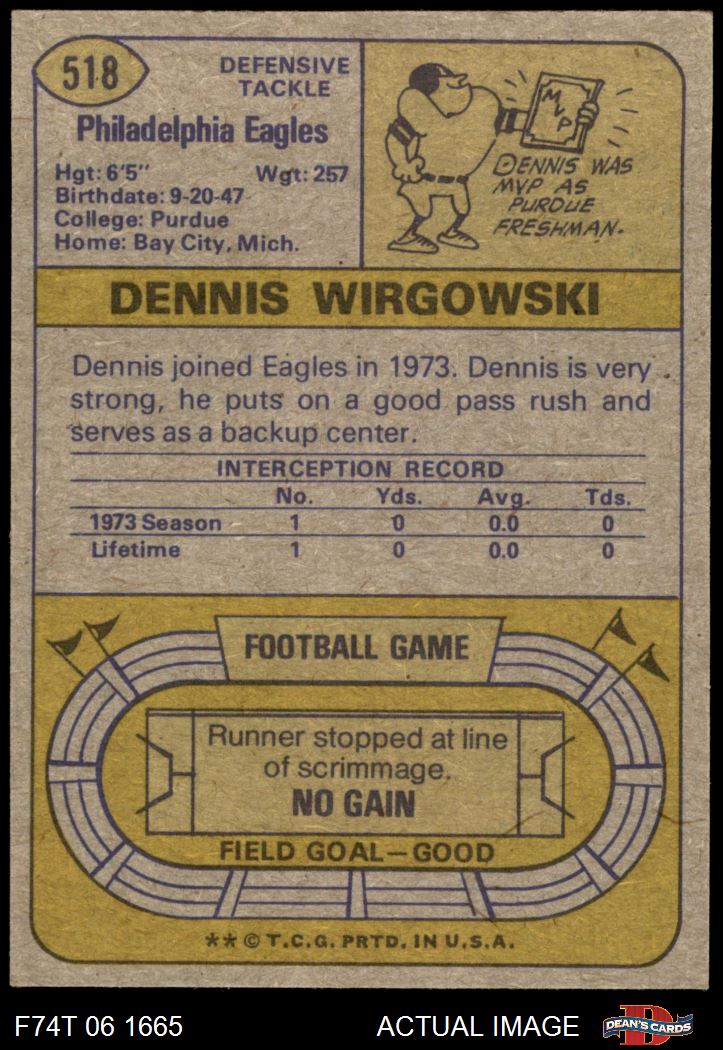 518
DEFENSIVE
TACKLE
Philadelphia Eagles
Hgt: 6'5" Wgt: 257
Birthdate: 9-20-47
College: Purdue
Home: Bay City, Mich.
MVP
DENNIS WAS
MVP AS
PURDUE
FRESHMAN.
DENNIS WIRGOWSKI
Dennis joined Eagles in 1973. Dennis is very
strong, he puts on a good pass rush and
serves as a backup center.
INTERCEPTION RECORD
No. Yds. Avg. Tds.
1973 Season 1 0 0.0 0
Lifetime 1 0 0.0 0
FOOTBALL GAME
Runner stopped at line
of scrimmage.
NO GAIN
FIELD GOAL—GOOD
** © T.C.G. PRTD. IN U.S.A.
F74T 06 1665 ACTUAL IMAGE
D
DEAN'S CARDS